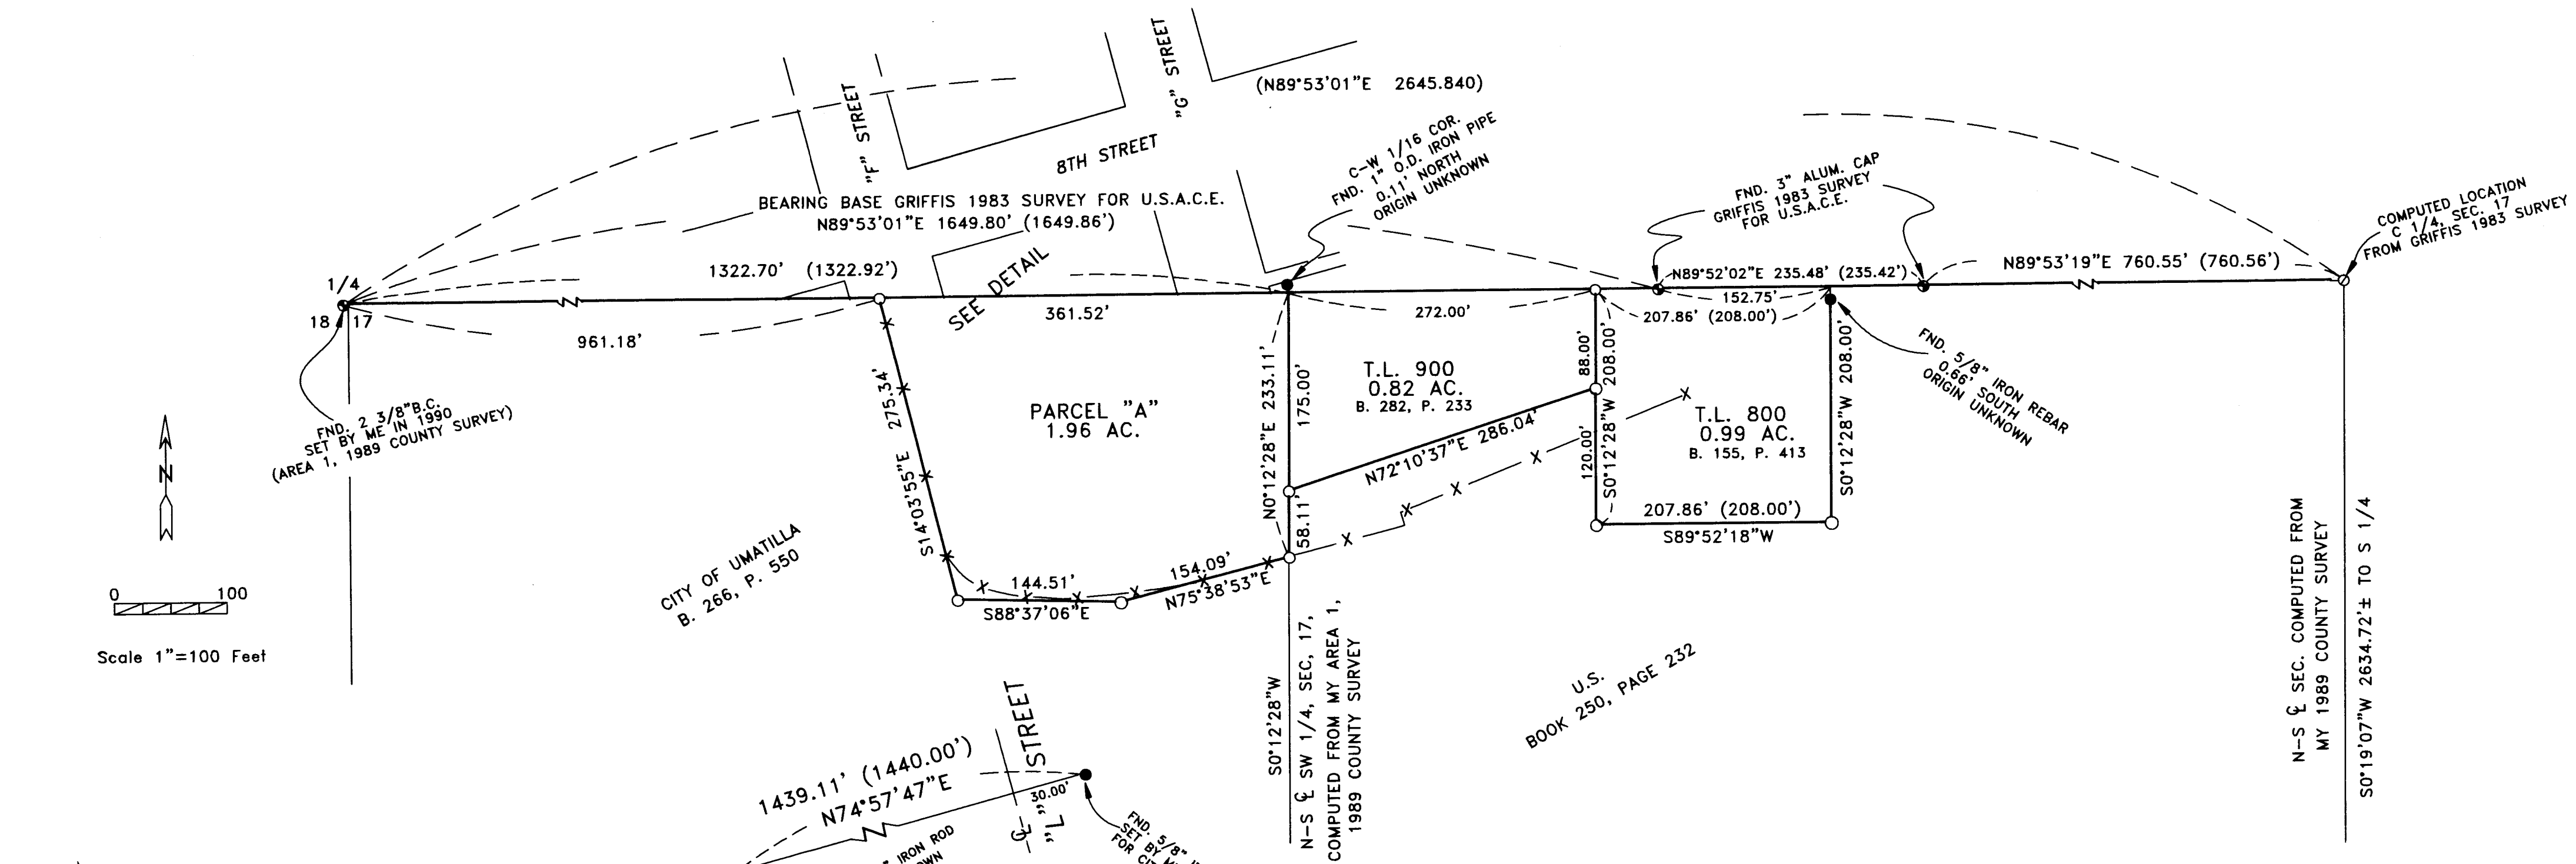 "F" STREET
"G" STREET
8TH STREET
(N89°53'01"E 2645.840)
C-W 1/16 COR.
FND. 1" O.D. IRON PIPE
0.11' NORTH
ORIGIN UNKNOWN
FND. 3" ALUM. CAP
GRIFFIS 1983 SURVEY
FOR U.S.A.C.E.
COMPUTED LOCATION
C 1/4, SEC. 17
FROM GRIFFIS 1983 SURVEY
BEARING BASE GRIFFIS 1983 SURVEY FOR U.S.A.C.E.
N89°53'01"E 1649.80' (1649.86')
1322.70' (1322.92')
SEE DETAIL
N89°52'02"E 235.48' (235.42')
N89°53'19"E 760.55' (760.56')
1/4
18 17
961.18'
361.52'
272.00'
152.75'
207.86' (208.00')
FND. 2 3/8"B.C.
SET BY ME IN 1990
(AREA 1, 1989 COUNTY SURVEY)
N
0 100
Scale 1"=100 Feet
S14°03'55"E 275.34'
PARCEL "A"
1.96 AC.
N0°12'28"E 233.11'
175.00'
58.11'
T.L. 900
0.82 AC.
B. 282, P. 233
N72°10'37"E 286.04'
88.00'
120.00'
S0°12'28"W 208.00'
T.L. 800
0.99 AC.
B. 155, P. 413
S0°12'28"W 208.00'
FND. 5/8" IRON REBAR
0.66' SOUTH
ORIGIN UNKNOWN
207.86' (208.00')
S89°52'18"W
144.51'
S88°37'06"E
154.09'
N75°38'53"E
CITY OF UMATILLA
B. 266, P. 550
U.S.
BOOK 250, PAGE 232
S0°12'28"W
N-S ℄ SW 1/4, SEC, 17,
COMPUTED FROM MY AREA 1,
1989 COUNTY SURVEY
N-S ℄ SEC. COMPUTED FROM
MY 1989 COUNTY SURVEY
S0°19'07"W 2634.72'± TO S 1/4
1439.11' (1440.00')
N74°57'47"E
℄ "L" STREET
30.00'
IRON ROD
FND. 5/8"
SET BY
FOR